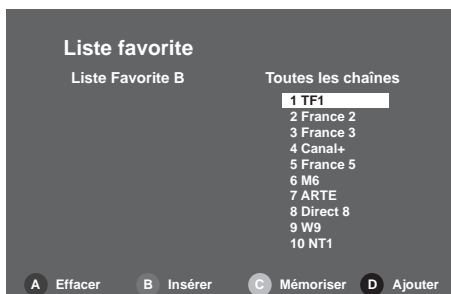 Liste favorite
Liste Favorite B
Toutes les chaînes
1 TF1
2 France 2
3 France 3
4 Canal+
5 France 5
6 M6
7 ARTE
8 Direct 8
9 W9
10 NT1
A Effacer B Insérer C Mémoriser D Ajouter